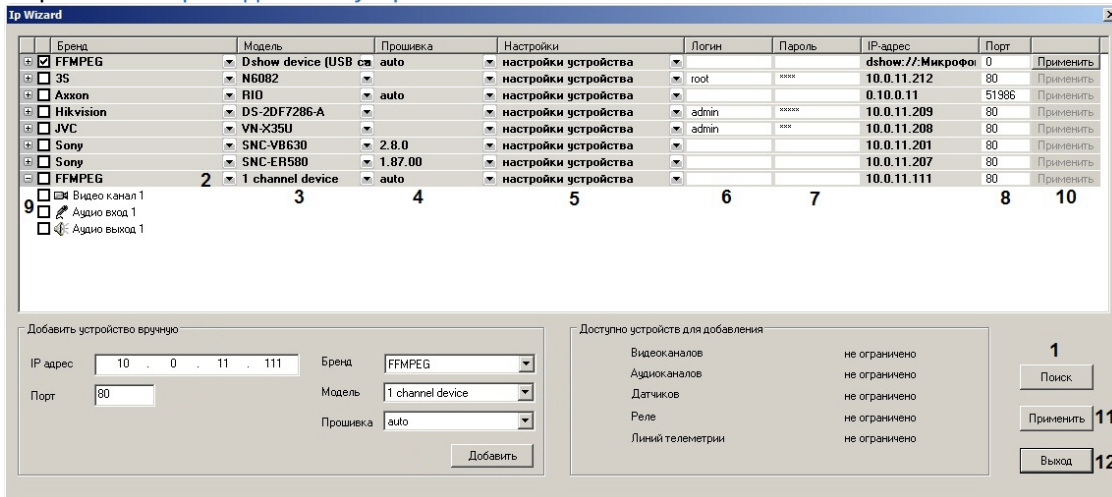 Ip Wizard
Бренд Модель Прошивка Настройки Логин Пароль IP-адрес Порт
FFMPEG Dshow device (USB ca auto настройки устройства dshow://:Микрофо 0 Применить
3S N6082 настройки устройства root **** 10.0.11.212 80 Применить
Axxon RIO auto настройки устройства 0.10.0.11 51986 Применить
Hikvision DS-2DF7286-A настройки устройства admin ***** 10.0.11.209 80 Применить
JVC VN-X35U настройки устройства admin *** 10.0.11.208 80 Применить
Sony SNC-VB630 2.8.0 настройки устройства 10.0.11.201 80 Применить
Sony SNC-ER580 1.87.00 настройки устройства 10.0.11.207 80 Применить
FFMPEG 2 1 channel device auto настройки устройства 10.0.11.111 80 Применить
Видео канал 1 3 4 5 6 7 8 10
9 Аудио вход 1
Аудио выход 1
Добавить устройство вручную
IP адрес 10 . 0 . 11 . 111 Бренд FFMPEG
Порт 80 Модель 1 channel device
Прошивка auto
Добавить
Доступно устройств для добавления
Видеоканалов не ограничено
Аудиоканалов не ограничено
Датчиков не ограничено
Реле не ограничено
Линий телеметрии не ограничено
1
Поиск
Применить 11
Выход 12